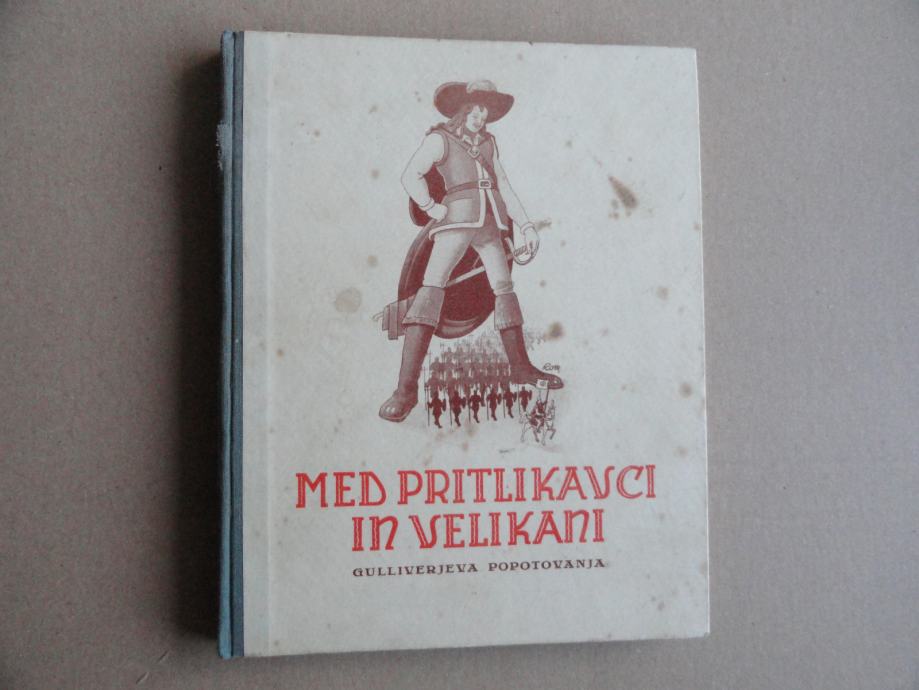 MED PRITLIKAVCI
IN VELIKANI
GULLIVERJEVA POPOTOVANJA